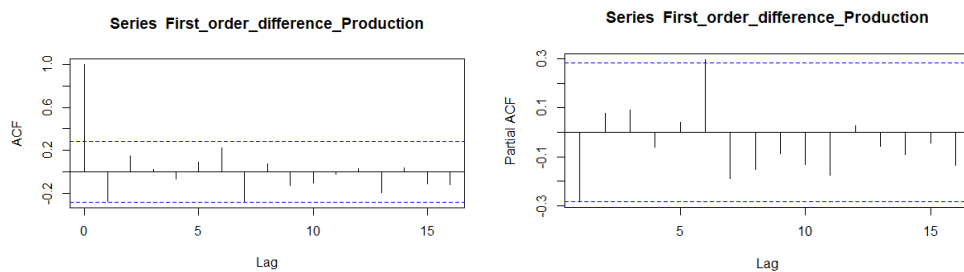 Series First_order_difference_Production
ACF
1.0
0.6
0.2
-0.2
0
5
10
15
Lag
Series First_order_difference_Production
Partial ACF
0.3
0.1
-0.1
-0.3
5
10
15
Lag